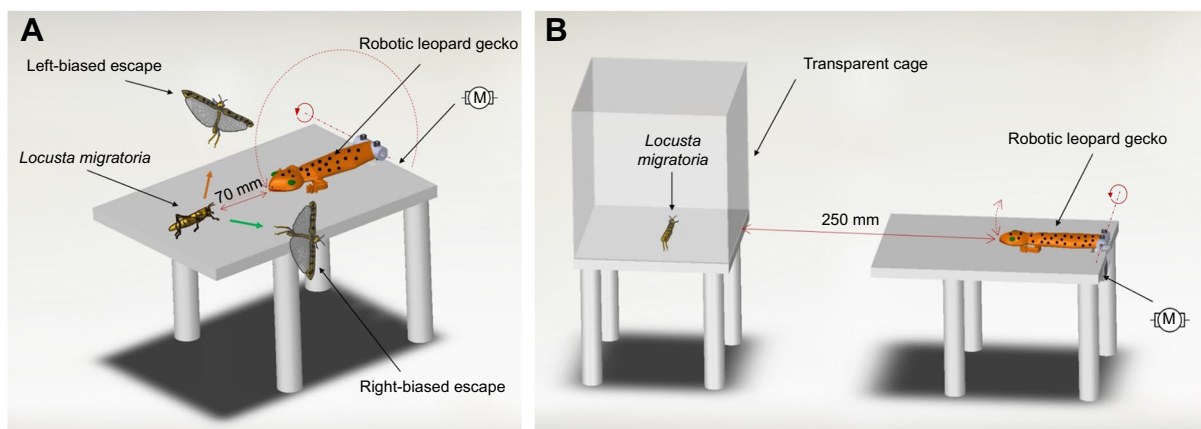 A
Robotic leopard gecko
Left-biased escape
M
Locusta migratoria
70 mm
Right-biased escape
B
Transparent cage
Locusta
migratoria
Robotic leopard gecko
250 mm
M